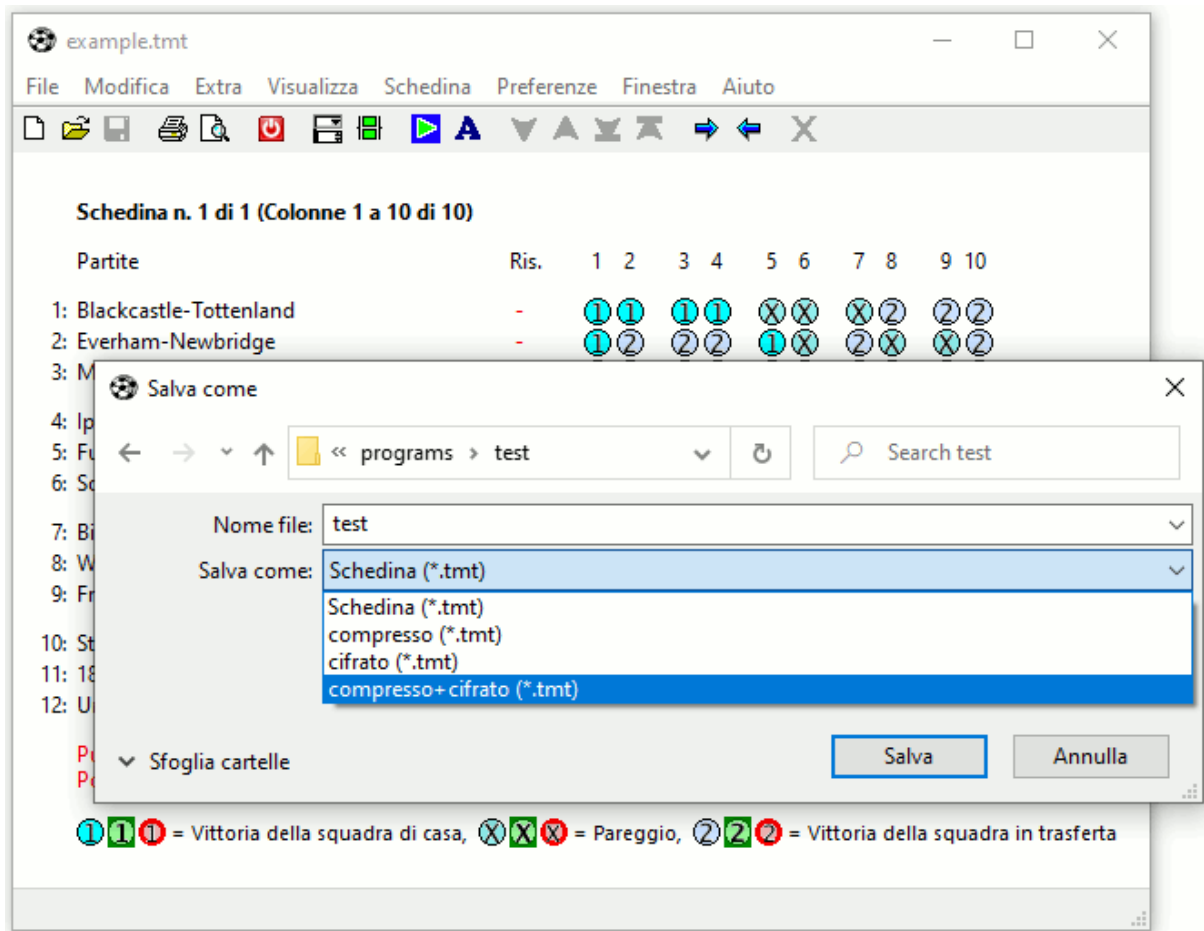 example.tmt
File Modifica Extra Visualizza Schedina Preferenze Finestra Aiuto
A
Schedina n. 1 di 1 (Colonne 1 a 10 di 10)
Partite Ris. 1 2 3 4 5 6 7 8 9 10
1: Blackcastle-Tottenland - 1 1 1 1 X X X 2 2 2
2: Everham-Newbridge - 1 2 2 2 1 X 2 X X 2
3: M
Salva come
4: Ip
5: Fu
« programs > test
Search test
6: Sc
7: Bi
Nome file: test
8: W
Salva come: Schedina (*.tmt)
9: Fr
Schedina (*.tmt)
compresso (*.tmt)
10: St
cifrato (*.tmt)
11: 18
compresso+cifrato (*.tmt)
12: U
Pu
Sfoglia cartelle
Salva
Annulla
1 1 1 = Vittoria della squadra di casa, X X X = Pareggio, 2 2 2 = Vittoria della squadra in trasferta